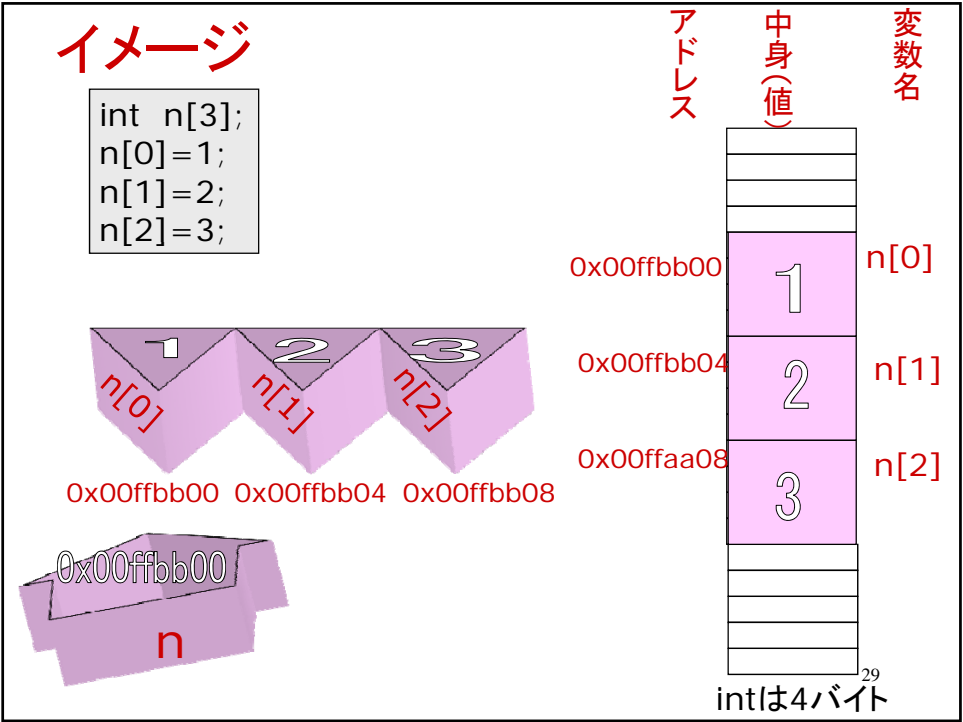 イメージ
int n[3];
n[0]=1;
n[1]=2;
n[2]=3;
1 2 3
n[0] n[1] n[2]
0x00ffbb00 0x00ffbb04 0x00ffbb08
0x00ffbb00
n
アドレス
中身(値)
変数名
0x00ffbb00 1 n[0]
0x00ffbb04 2 n[1]
0x00ffaa08 3 n[2]
29
intは4バイト